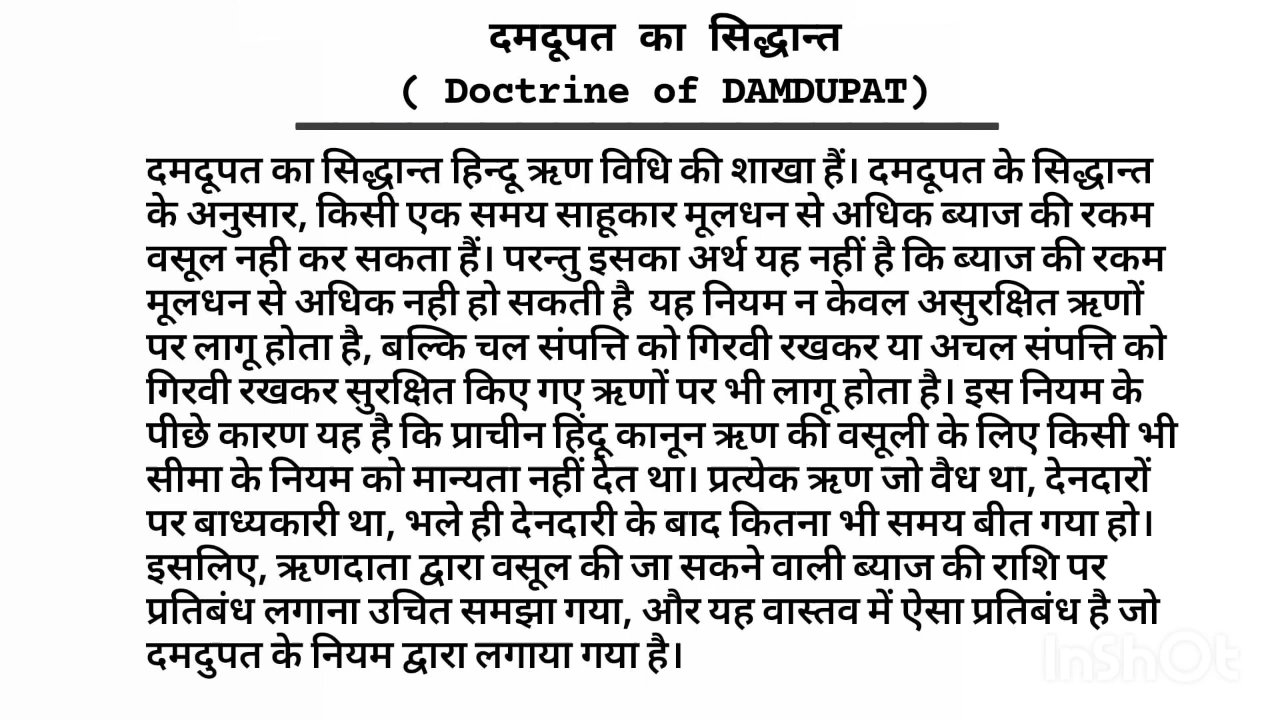 दमदूपत का सिद्धान्त
( Doctrine of DAMDUPAT)
दमदूपत का सिद्धान्त हिन्दू ऋण विधि की शाखा हैं। दमदूपत के सिद्धान्त
के अनुसार, किसी एक समय साहूकार मूलधन से अधिक ब्याज की रकम
वसूल नही कर सकता हैं। परन्तु इसका अर्थ यह नहीं है कि ब्याज की रकम
मूलधन से अधिक नही हो सकती है यह नियम न केवल असुरक्षित ऋणों
पर लागू होता है, बल्कि चल संपत्ति को गिरवी रखकर या अचल संपत्ति को
गिरवी रखकर सुरक्षित किए गए ऋणों पर भी लागू होता है। इस नियम के
पीछे कारण यह है कि प्राचीन हिंदू कानून ऋण की वसूली के लिए किसी भी
सीमा के नियम को मान्यता नहीं देत था। प्रत्येक ऋण जो वैध था, देनदारों
पर बाध्यकारी था, भले ही देनदारी के बाद कितना भी समय बीत गया हो।
इसलिए, ऋणदाता द्वारा वसूल की जा सकने वाली ब्याज की राशि पर
प्रतिबंध लगाना उचित समझा गया, और यह वास्तव में ऐसा प्रतिबंध है जो
दमदुपत के नियम द्वारा लगाया गया है।
InShOt